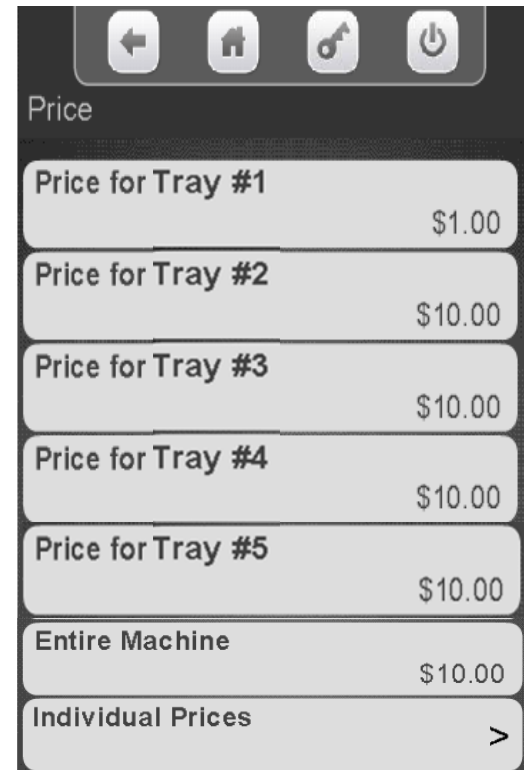 Price
Price for Tray #1
$1.00
Price for Tray #2
$10.00
Price for Tray #3
$10.00
Price for Tray #4
$10.00
Price for Tray #5
$10.00
Entire Machine
$10.00
Individual Prices
>